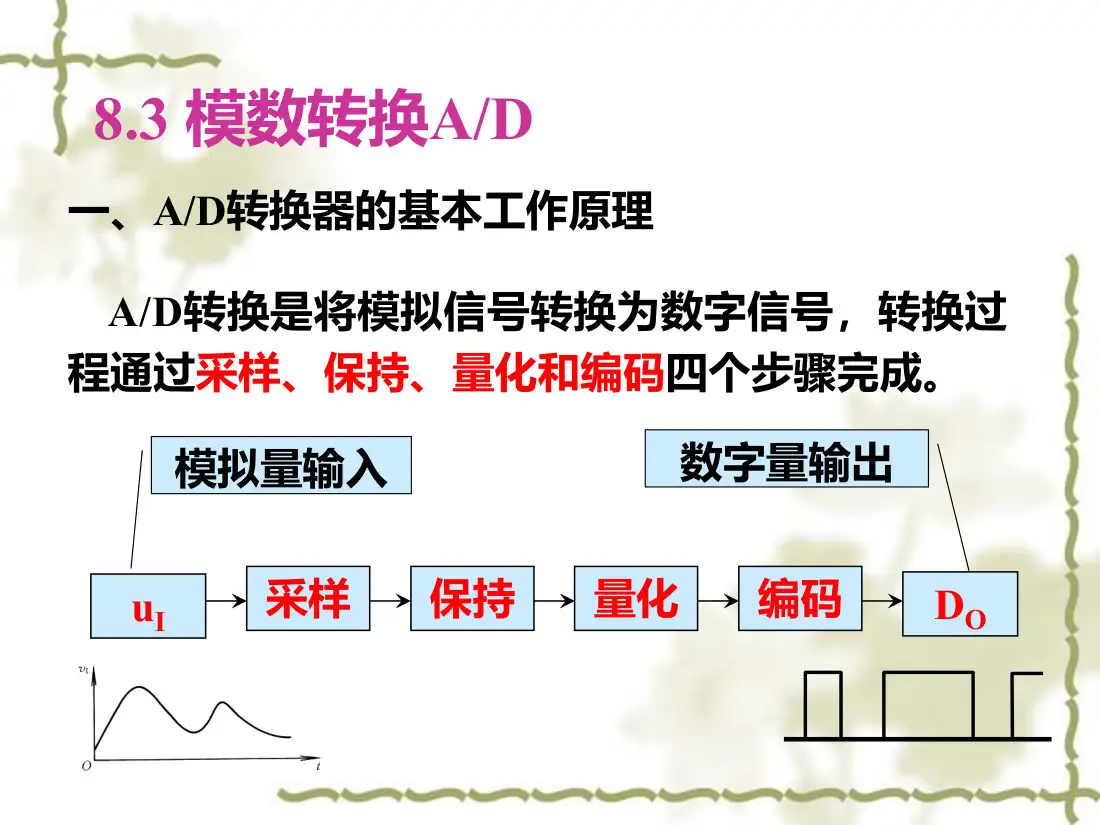 8.3 模数转换A/D
一、A/D转换器的基本工作原理
A/D转换是将模拟信号转换为数字信号，转换过
程通过采样、保持、量化和编码四个步骤完成。
模拟量输入
数字量输出
uI
采样
保持
量化
编码
DO
vI
O
t